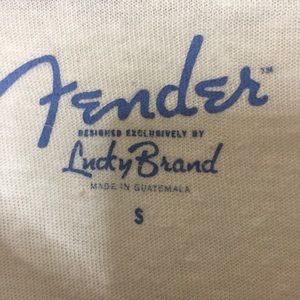 Fender™
DESIGNED EXCLUSIVELY BY
Lucky Brand
MADE IN GUATEMALA
S